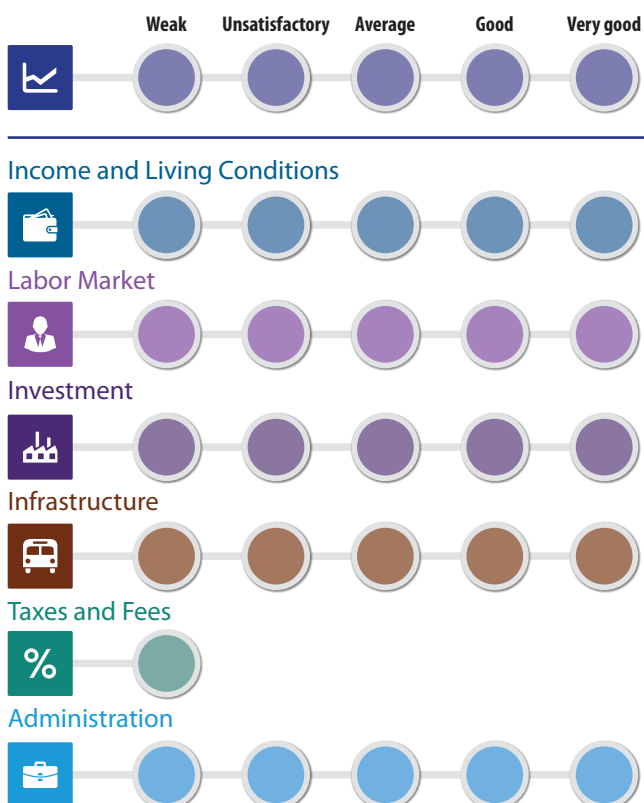 Weak Unsatisfactory Average Good Very good
Income and Living Conditions
Labor Market
Investment
Infrastructure
Taxes and Fees
%
Administration